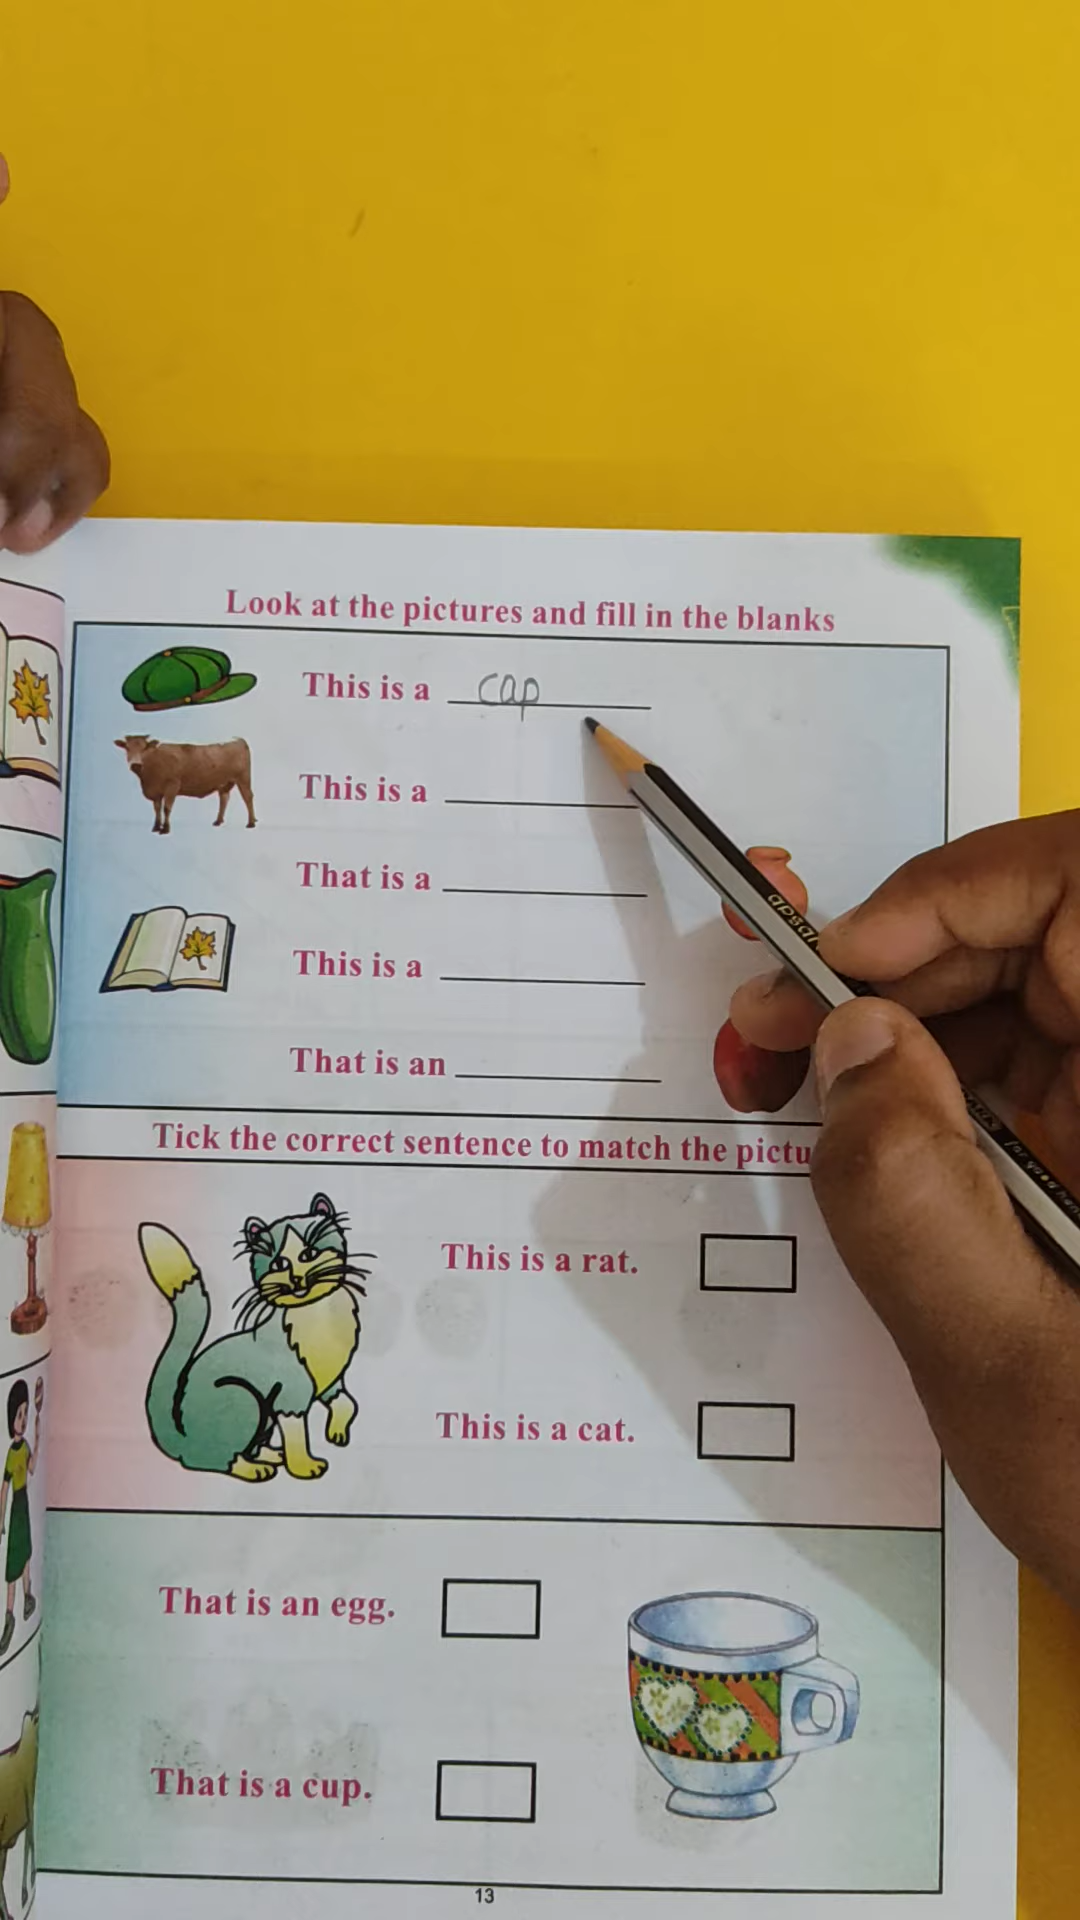 Look at the pictures and fill in the blanks
This is a cap
This is a
That is a
This is a
That is an
Tick the correct sentence to match the
This is a rat.
This is a cat.
That is an egg.
That is a cup.
13